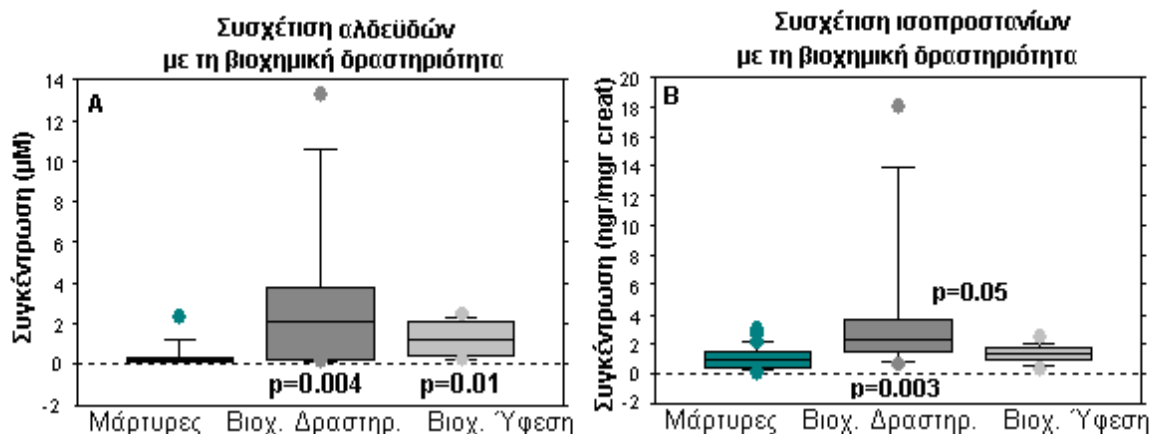 Συσχέτιση αλδεϋδών
με τη βιοχημική δραστηριότητα
A
Συγκέντρωση (μM)
14
12
10
8
6
4
2
0
-2
p=0.004
p=0.01
Μάρτυρες
Βιοχ. Δραστηρ.
Βιοχ. Ύφεση
Συσχέτιση ισοπροστανίων
με τη βιοχημική δραστηριότητα
B
Συγκέντρωση (ngr/mgr creat)
20
18
16
14
12
10
8
6
4
2
0
-2
p=0.05
p=0.003
Μάρτυρες
Βιοχ. Δραστηρ.
Βιοχ. Ύφεση